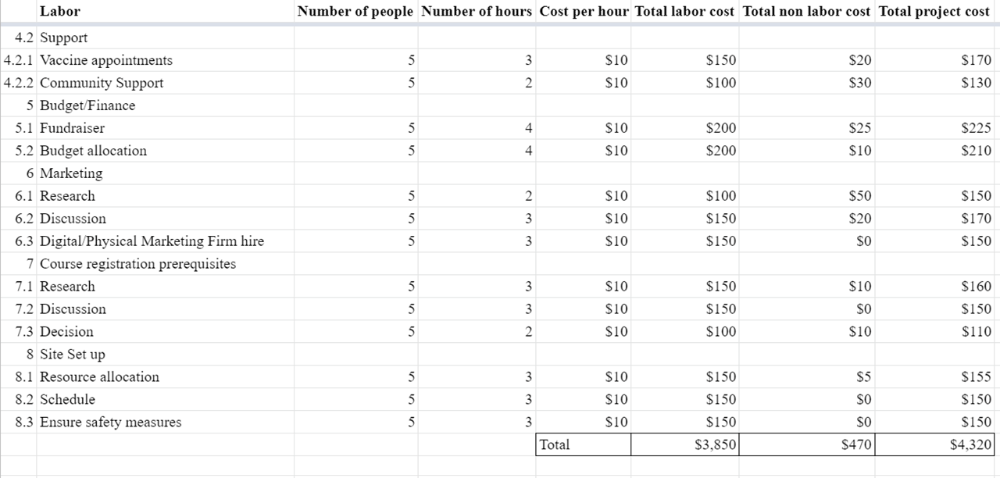 Labor Number of people Number of hours Cost per hour Total labor cost Total non labor cost Total project cost
4.2 Support
4.2.1 Vaccine appointments 5 3 $10 $150 $20 $170
4.2.2 Community Support 5 2 $10 $100 $30 $130
5 Budget/Finance
5.1 Fundraiser 5 4 $10 $200 $25 $225
5.2 Budget allocation 5 4 $10 $200 $10 $210
6 Marketing
6.1 Research 5 2 $10 $100 $50 $150
6.2 Discussion 5 3 $10 $150 $20 $170
6.3 Digital/Physical Marketing Firm hire 5 3 $10 $150 $0 $150
7 Course registration prerequisites
7.1 Research 5 3 $10 $150 $10 $160
7.2 Discussion 5 3 $10 $150 $0 $150
7.3 Decision 5 2 $10 $100 $10 $110
8 Site Set up
8.1 Resource allocation 5 3 $10 $150 $5 $155
8.2 Schedule 5 3 $10 $150 $0 $150
8.3 Ensure safety measures 5 3 $10 $150 $0 $150
Total $3,850 $470 $4,320